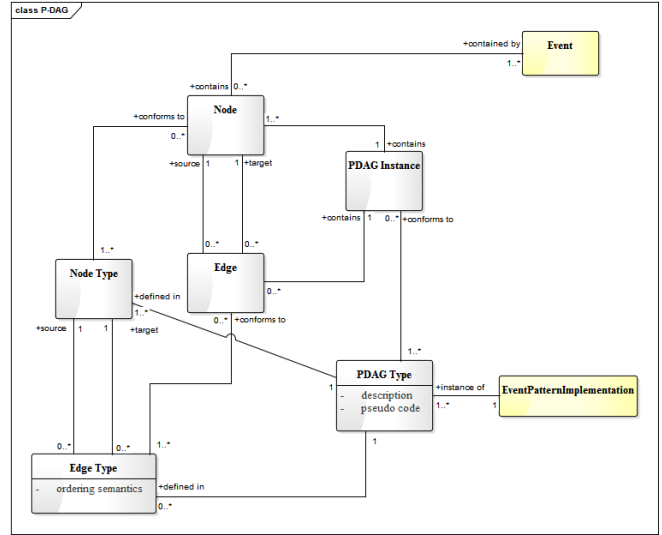 class P-DAG
+contained by
Event
1..*
+contains
0..*
Node
+conforms to
0..*
1..*
+source
1
1
+target
1
+contains
PDAG Instance
+contains
1
0..*
+conforms to
0..*
0..*
Edge
0..*
0..*
+conforms to
1..*
Node Type
+defined in
1..*
+source
1
1
+target
1..*
PDAG Type
- description
- pseudo code
1
+instance of
1..*
1
EventPatternImplementation
1
0..*
0..*
1..*
Edge Type
- ordering semantics
+defined in
0..*